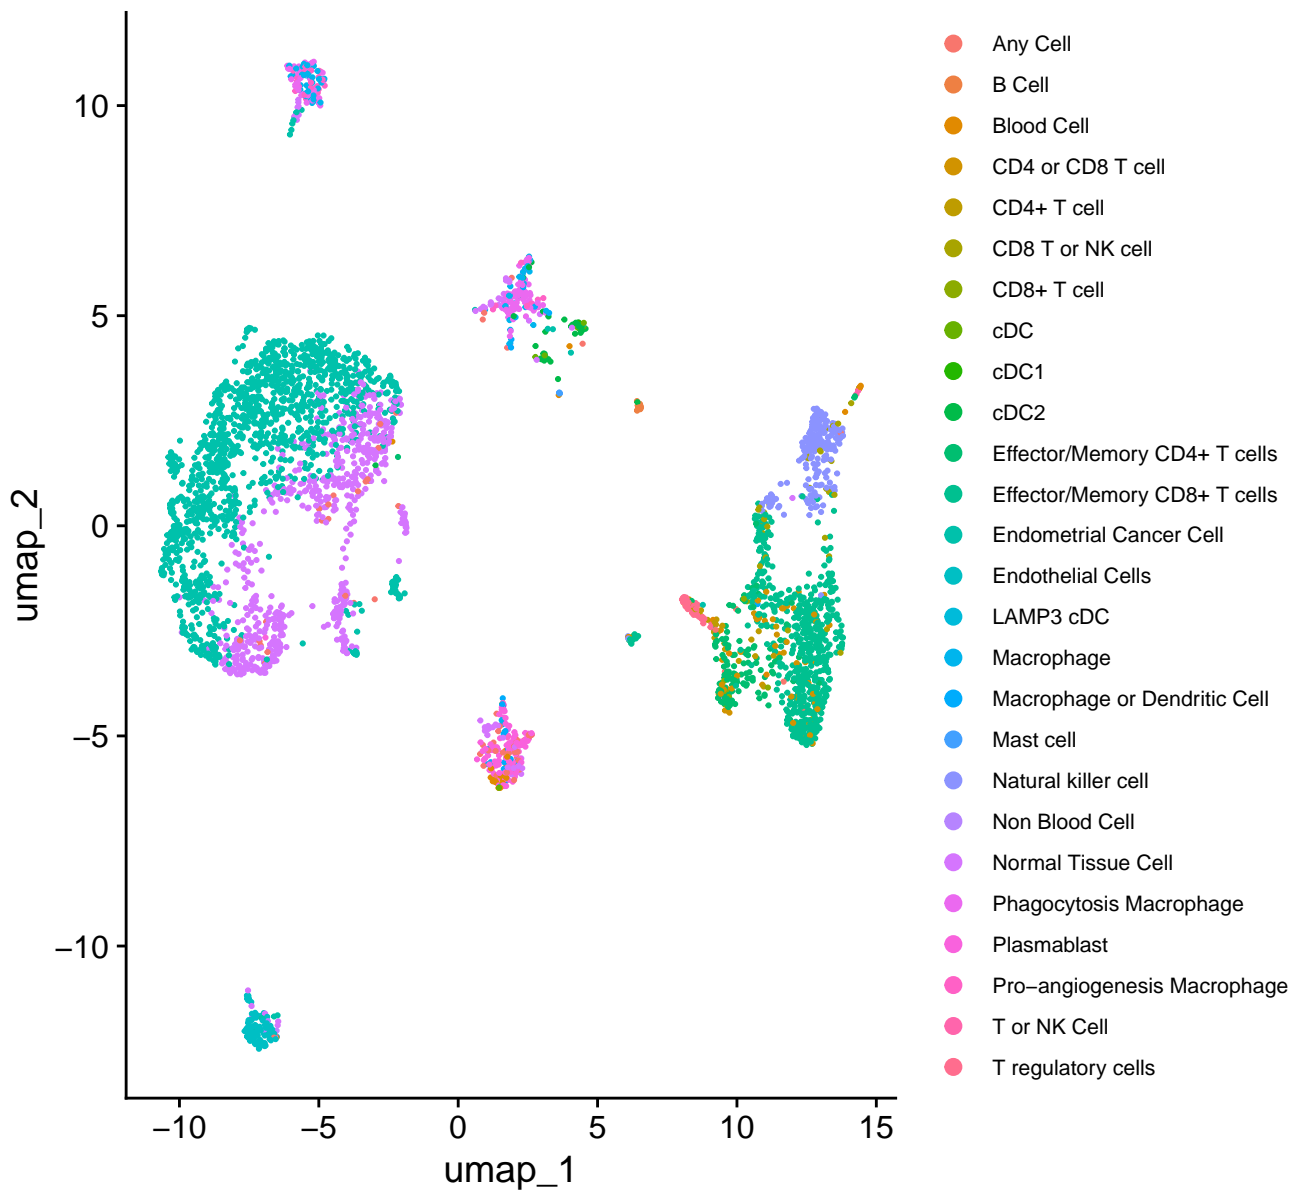 10
5
0
−5
−10
−10
−5
0
5
10
15
umap_1
umap_2
Any Cell
B Cell
Blood Cell
CD4 or CD8 T cell
CD4+ T cell
CD8 T or NK cell
CD8+ T cell
cDC
cDC1
cDC2
Effector/Memory CD4+ T cells
Effector/Memory CD8+ T cells
Endometrial Cancer Cell
Endothelial Cells
LAMP3 cDC
Macrophage
Macrophage or Dendritic Cell
Mast cell
Natural killer cell
Non Blood Cell
Normal Tissue Cell
Phagocytosis Macrophage
Plasmablast
Pro−angiogenesis Macrophage
T or NK Cell
T regulatory cells